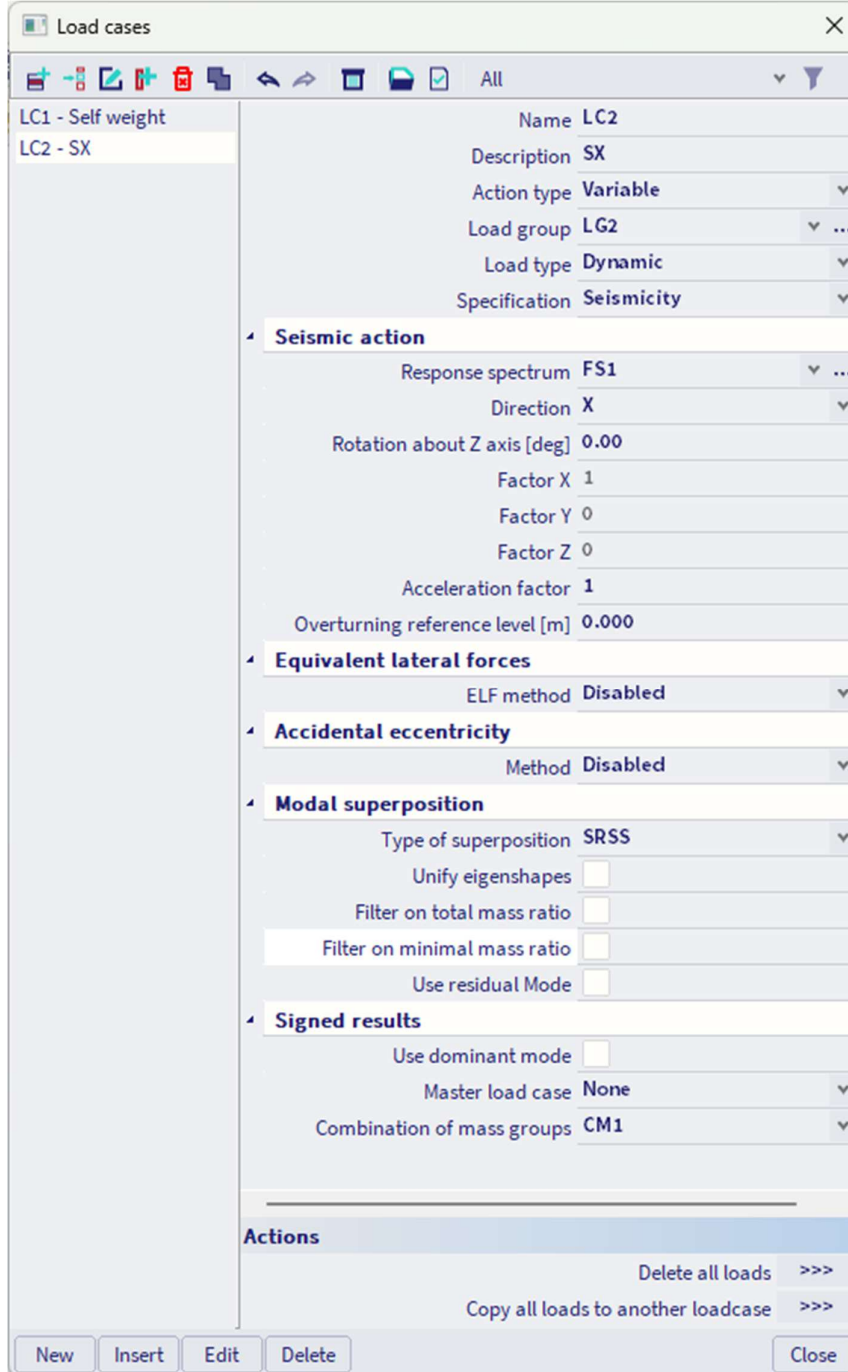 Load cases
All
LC1 - Self weight
LC2 - SX
Name LC2
Description SX
Action type Variable
Load group LG2 ...
Load type Dynamic
Specification Seismicity
Seismic action
Response spectrum FS1 ...
Direction X
Rotation about Z axis [deg] 0.00
Factor X 1
Factor Y 0
Factor Z 0
Acceleration factor 1
Overturning reference level [m] 0.000
Equivalent lateral forces
ELF method Disabled
Accidental eccentricity
Method Disabled
Modal superposition
Type of superposition SRSS
Unify eigenshapes
Filter on total mass ratio
Filter on minimal mass ratio
Use residual Mode
Signed results
Use dominant mode
Master load case None
Combination of mass groups CM1
Actions
Delete all loads >>>
Copy all loads to another loadcase >>>
New Insert Edit Delete Close